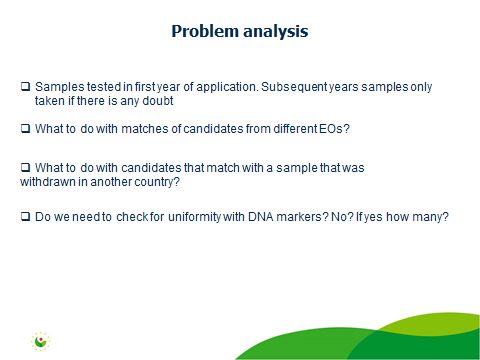 Problem analysis
❑ Samples tested in first year of application. Subsequent years samples only
taken if there is any doubt
❑ What to do with matches of candidates from different EOs?
❑ What to do with candidates that match with a sample that was
withdrawn in another country?
❑ Do we need to check for uniformity with DNA markers? No? If yes how many?